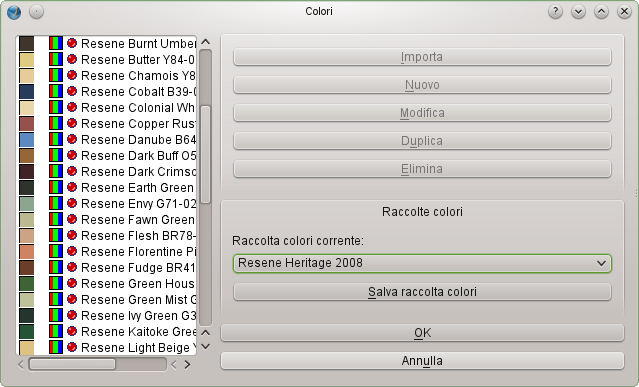 Colori
Resene Burnt Umber
Resene Butter Y84-0
Resene Chamois Y8
Resene Cobalt B39-0
Resene Colonial Wh
Resene Copper Rus
Resene Danube B64
Resene Dark Buff O5
Resene Dark Crimso
Resene Earth Green
Resene Envy G71-02
Resene Fawn Green
Resene Flesh BR78-
Resene Florentine Pi
Resene Fudge BR41
Resene Green Hous
Resene Green Mist G
Resene Ivy Green G3
Resene Kaitoke Gree
Resene Light Beige Y
Importa
Nuovo
Modifica
Duplica
Elimina
Raccolte colori
Raccolta colori corrente:
Resene Heritage 2008
Salva raccolta colori
OK
Annulla